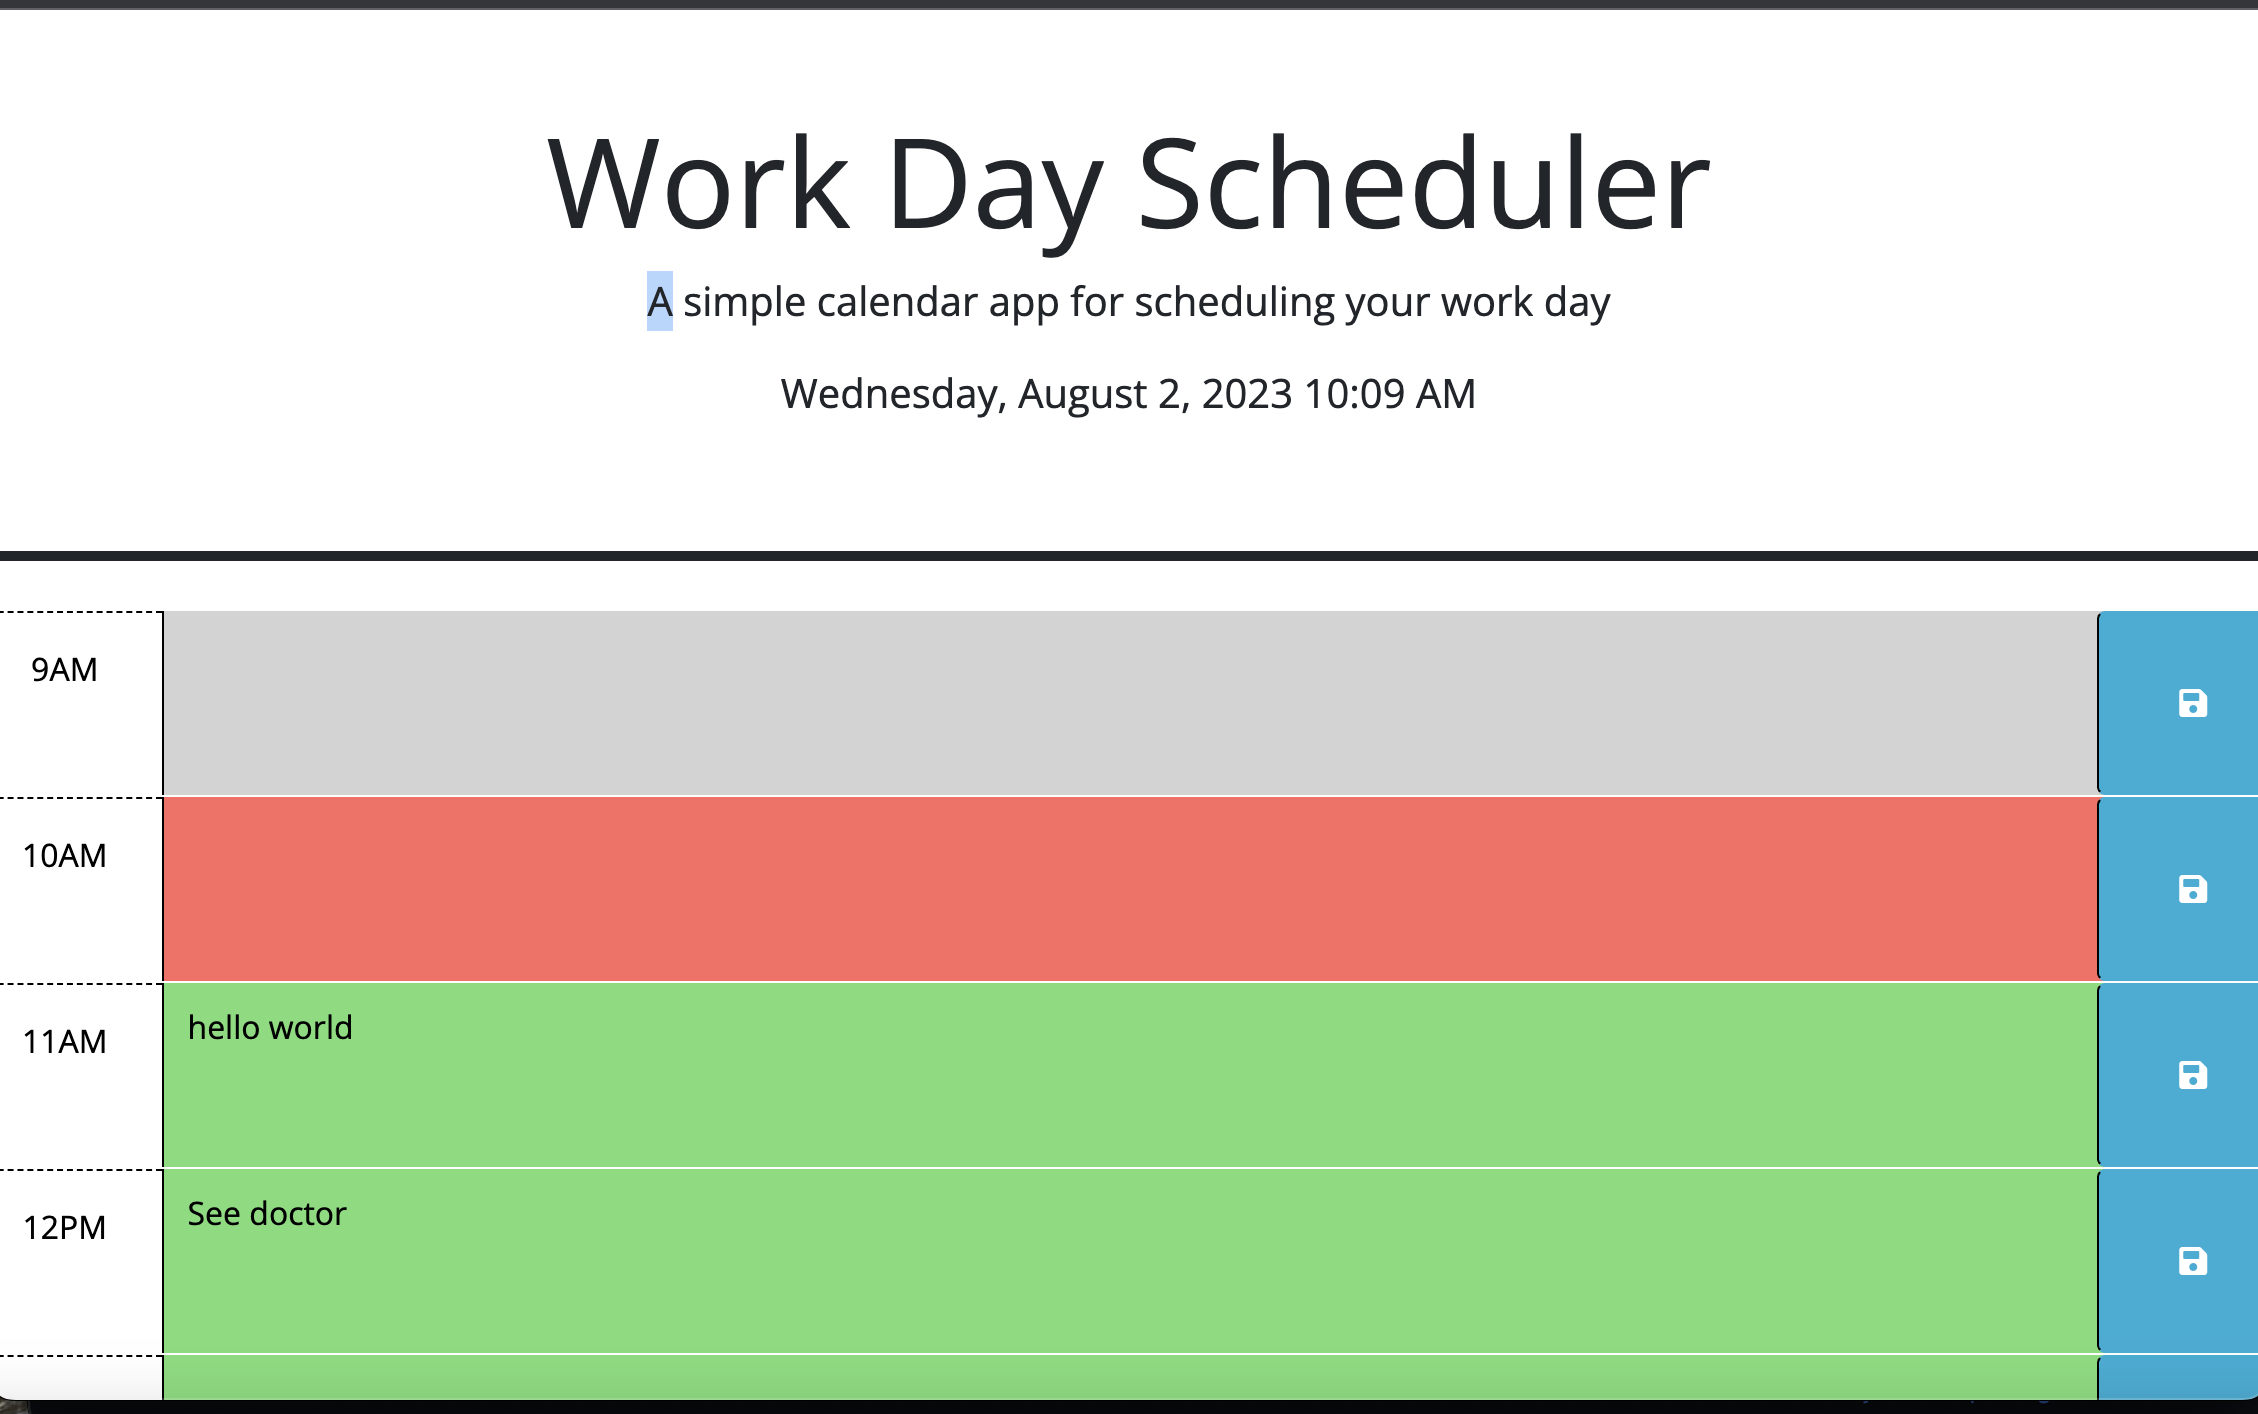 Work Day Scheduler
A simple calendar app for scheduling your work day
Wednesday, August 2, 2023 10:09 AM
9AM
10AM
11AM
hello world
12PM
See doctor